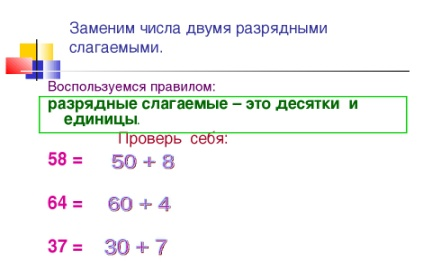 Заменим числа двумя разрядными
слагаемыми.
Воспользуемся правилом:
разрядные слагаемые – это десятки и
единицы.
Проверь себя:
58 = 50 + 8
64 = 60 + 4
37 = 30 + 7